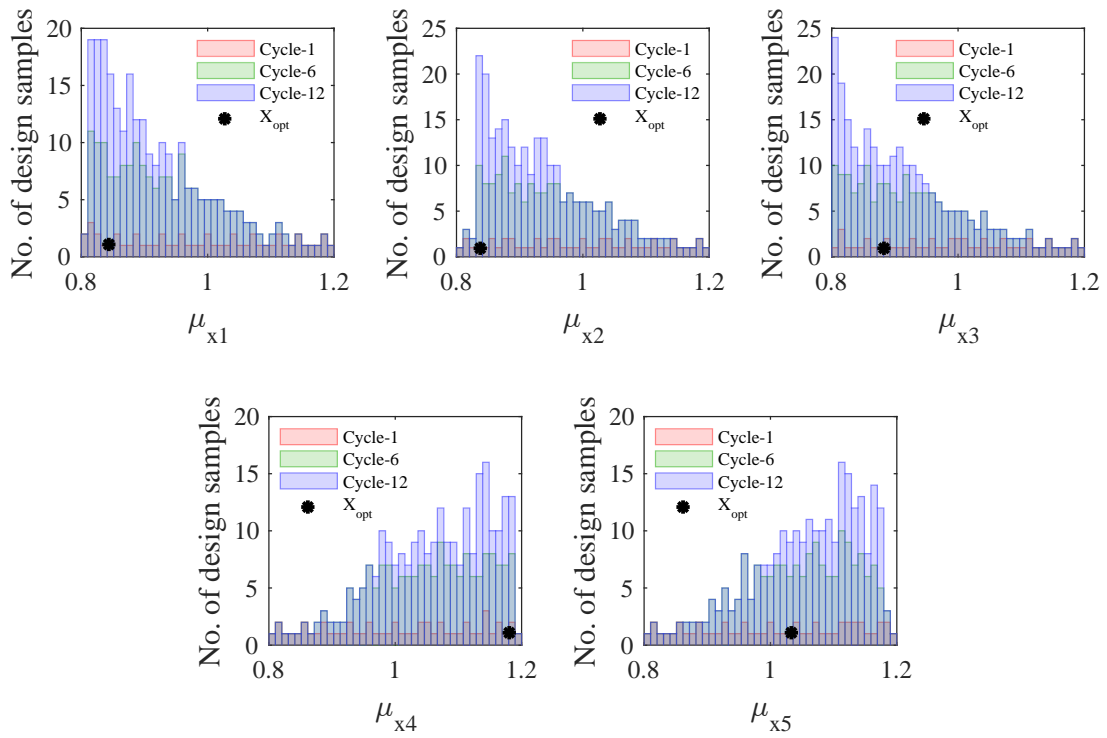 No. of design samples
20
15
10
5
0
0.8 1 1.2
μx1
Cycle-1
Cycle-6
Cycle-12
Xopt
No. of design samples
25
20
15
10
5
0
0.8 1 1.2
μx2
Cycle-1
Cycle-6
Cycle-12
Xopt
No. of design samples
25
20
15
10
5
0
0.8 1 1.2
μx3
Cycle-1
Cycle-6
Cycle-12
Xopt
No. of design samples
20
15
10
5
0
0.8 1 1.2
μx4
Cycle-1
Cycle-6
Cycle-12
Xopt
No. of design samples
20
15
10
5
0
0.8 1 1.2
μx5
Cycle-1
Cycle-6
Cycle-12
Xopt